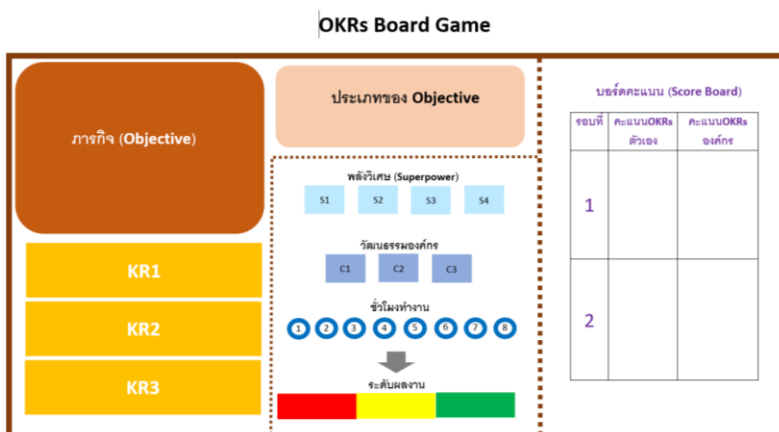 OKRs Board Game
ภารกิจ (Objective)
KR1
KR2
KR3
ประเภทของ Objective
พลังวิเศษ (Superpower)
S1 S2 S3 S4
วัฒนธรรมองค์กร
C1 C2 C3
ชั่วโมงทำงาน
1 2 3 4 5 6 7 8
ระดับผลงาน
บอร์ดคะแนน (Score Board)
รอบที่ คะแนนOKRs คะแนนOKRs
ตัวเอง องค์กร
1
2